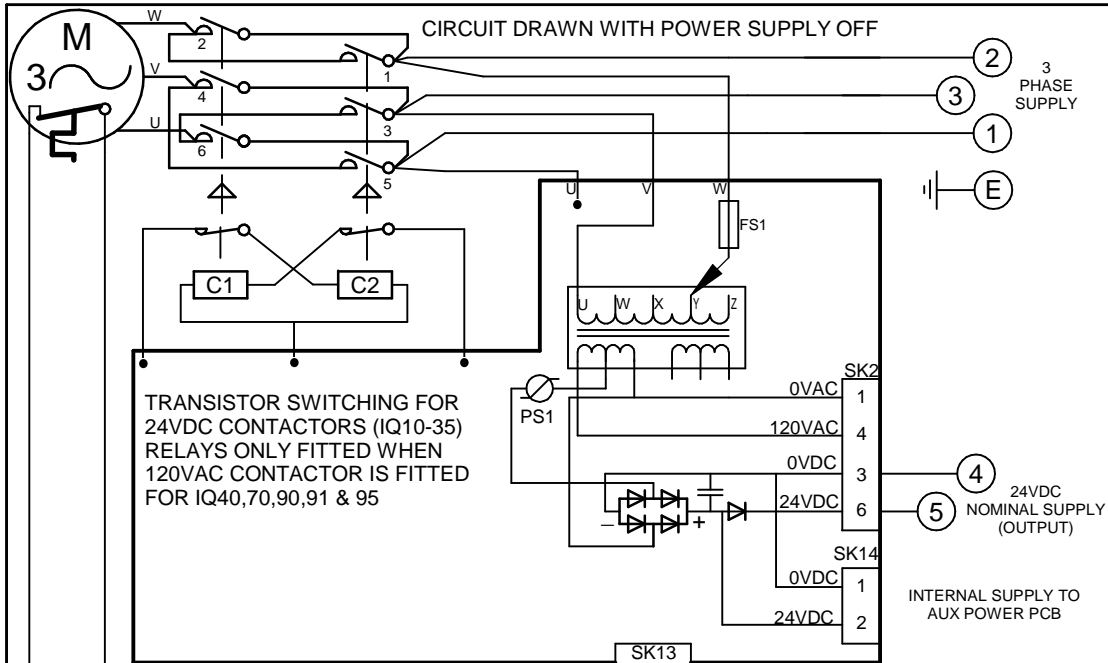 CIRCUIT DRAWN WITH POWER SUPPLY OFF
W
M
3
V
U
2
4
6
1
3
5
2
3
1
E
3
PHASE
SUPPLY
U
V
W
FS1
C1
C2
U
W
X
Y
Z
TRANSISTOR SWITCHING FOR
24VDC CONTACTORS (IQ10-35)
RELAYS ONLY FITTED WHEN
120VAC CONTACTOR IS FITTED
FOR IQ40,70,90,91 & 95
PS1
SK2
0VAC 1
120VAC 4
0VDC 3
24VDC 6
4
5
24VDC
NOMINAL SUPPLY
(OUTPUT)
− +
SK14
0VDC 1
24VDC 2
INTERNAL SUPPLY TO
AUX POWER PCB
SK13